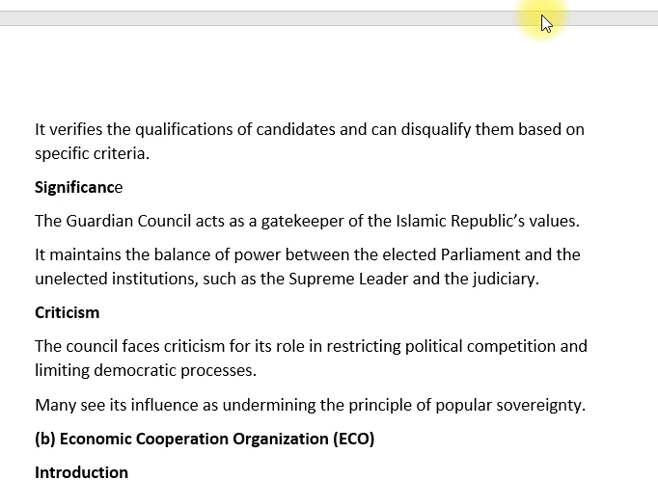 It verifies the qualifications of candidates and can disqualify them based on
specific criteria.
Significance
The Guardian Council acts as a gatekeeper of the Islamic Republic’s values.
It maintains the balance of power between the elected Parliament and the
unelected institutions, such as the Supreme Leader and the judiciary.
Criticism
The council faces criticism for its role in restricting political competition and
limiting democratic processes.
Many see its influence as undermining the principle of popular sovereignty.
(b) Economic Cooperation Organization (ECO)
Introduction